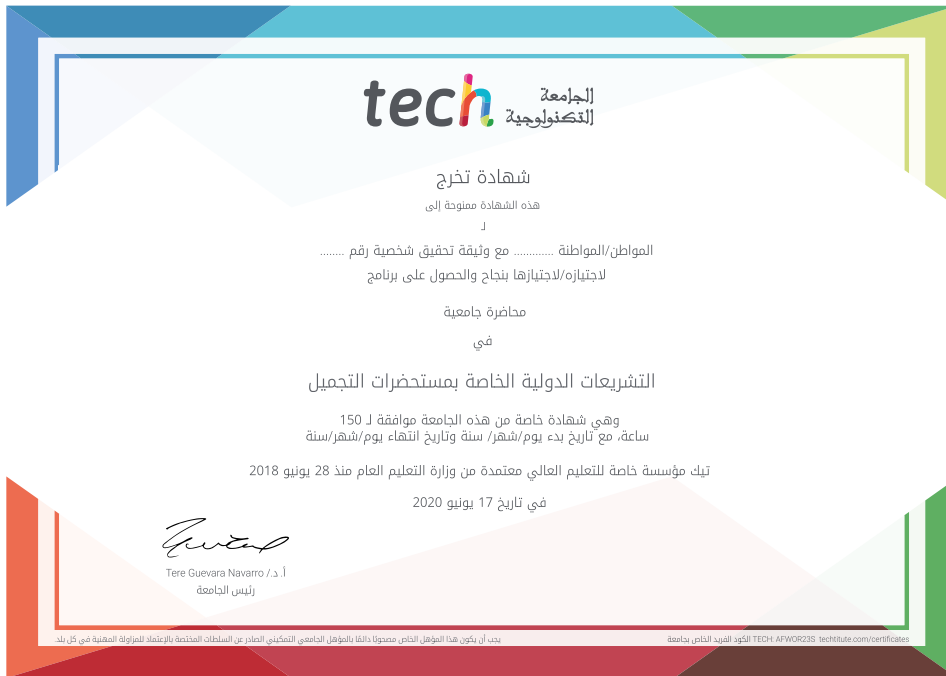 tech الجامعة
التكنولوجية
شهادة تخرج
هذه الشهادة ممنوحة إلى
لـ
المواطن/المواطنة ............ مع وثيقة تحقيق شخصية رقم ........
لاجتيازه/لاجتيازها بنجاح والحصول على برنامج
محاضرة جامعية
في
التشريعات الدولية الخاصة بمستحضرات التجميل
وهي شهادة خاصة من هذه الجامعة موافقة لـ 150
ساعة، مع تاريخ بدء يوم/شهر/ سنة وتاريخ انتهاء يوم/شهر/سنة
تيك مؤسسة خاصة للتعليم العالي معتمدة من وزارة التعليم العام منذ 28 يونيو 2018
في تاريخ 17 يونيو 2020
أ. د./ Tere Guevara Navarro
رئيس الجامعة
يجب أن يكون هذا المؤهل الخاص مصحوبًا دائمًا بالمؤهل الجامعي التمكيني الصادر عن السلطات المختصة بالإعتماد للمزاولة المهنية في كل بلد.
الكود الفريد الخاص بجامعة TECH: AFWOR23S techtitute.com/certificates